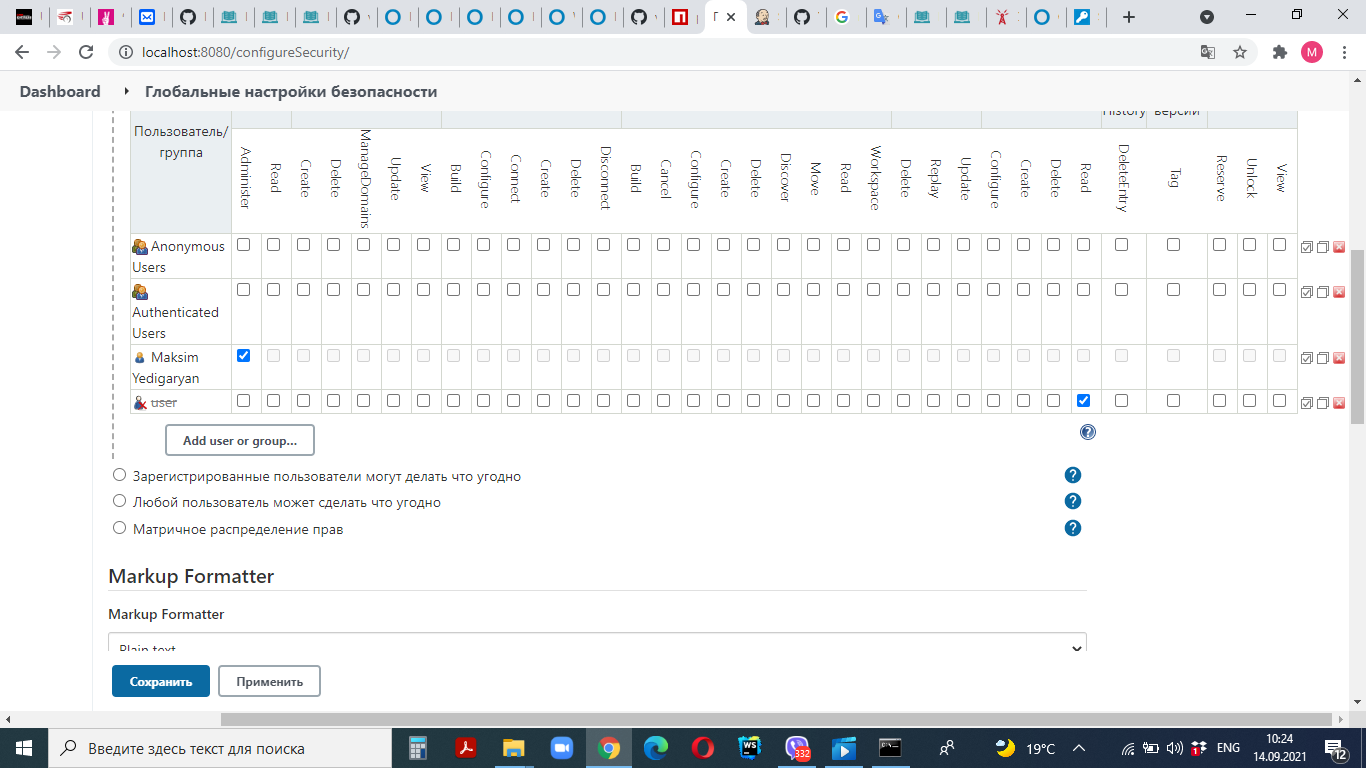 localhost:8080/configureSecurity/
M
Dashboard
Глобальные настройки безопасности
History
версии
Пользователь/
группа
Administer
Read
Create
Delete
ManageDomains
Update
View
Build
Configure
Connect
Create
Delete
Disconnect
Build
Cancel
Configure
Create
Delete
Discover
Move
Read
Workspace
Delete
Replay
Update
Configure
Create
Delete
Read
DeleteEntry
Tag
Reserve
Unlock
View
Anonymous
Users
Authenticated
Users
Maksim
Yedigaryan
user
Add user or group...
?
Зарегистрированные пользователи могут делать что угодно
?
Любой пользователь может сделать что угодно
?
Матричное распределение прав
?
Markup Formatter
Markup Formatter
Plain text
Сохранить
Применить
Введите здесь текст для поиска
WS
332
19°C
1
ENG
10:24
14.09.2021
12